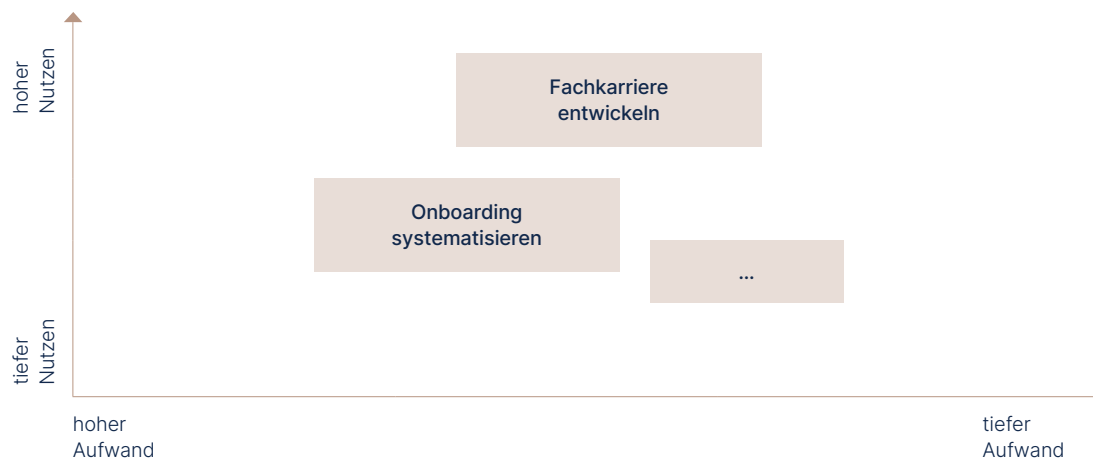 hoher
Nutzen
Fachkarriere
entwickeln
Onboarding
systematisieren
...
tiefer
Nutzen
hoher
Aufwand
tiefer
Aufwand